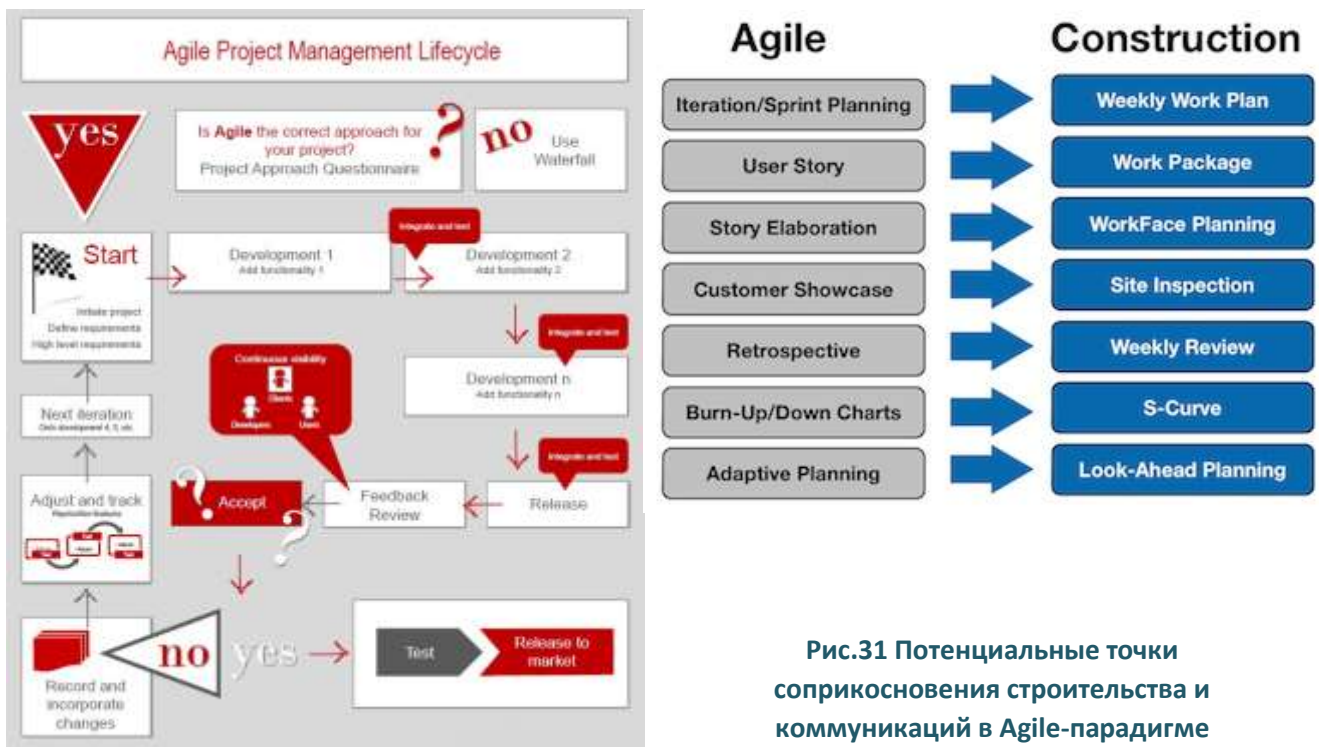 Agile Project Management Lifecycle
yes
Is Agile the correct approach for
your project?
Project Approach Questionnaire
?
no
Use
Waterfall
Start
Initiate project
Define requirements
High level requirements
Development 1
Add functionality 1
Integrate and test
Development 2
Add functionality 2
Integrate and test
Development n
Add functionality n
Integrate and test
Release
Feedback
Review
Continuous visibility
Clients
Developers
Users
?
Accept
?
Next iteration
Adjust and track
Record and
incorporate
changes
no
yes
Test
Release to
market
Agile
Construction
Iteration/Sprint Planning
Weekly Work Plan
User Story
Work Package
Story Elaboration
WorkFace Planning
Customer Showcase
Site Inspection
Retrospective
Weekly Review
Burn-Up/Down Charts
S-Curve
Adaptive Planning
Look-Ahead Planning
Рис.31 Потенциальные точки
соприкосновения строительства и
коммуникаций в Agile-парадигме